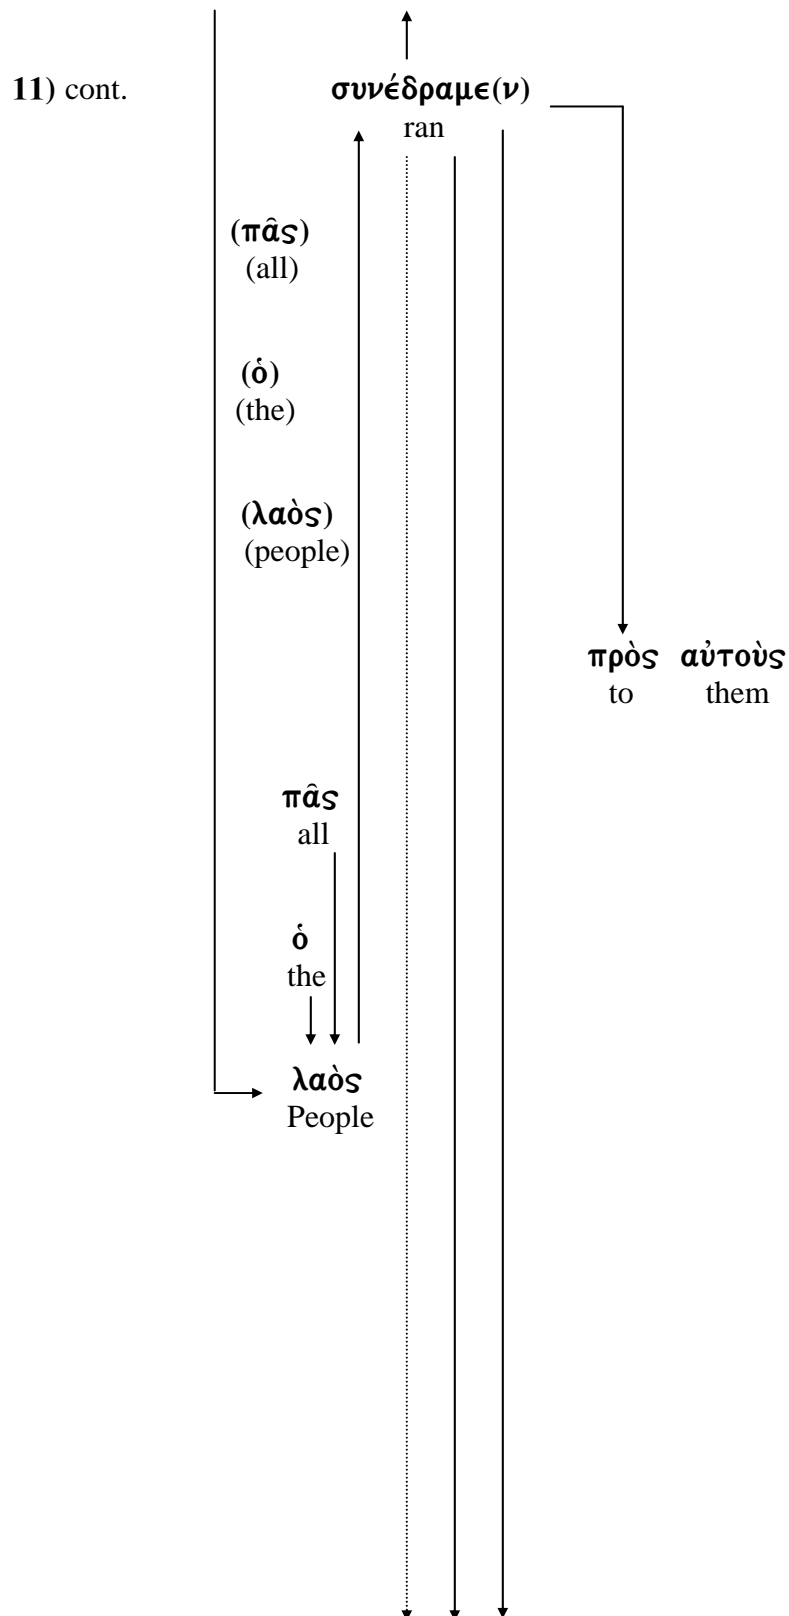 11) cont. συνέδραμε(ν)
ran
(πᾶς)
(all)
(ὁ)
(the)
(λαὸς)
(people)
πρὸς αὐτοὺς
to them
πᾶς
all
ὁ
the
λαὸς
People